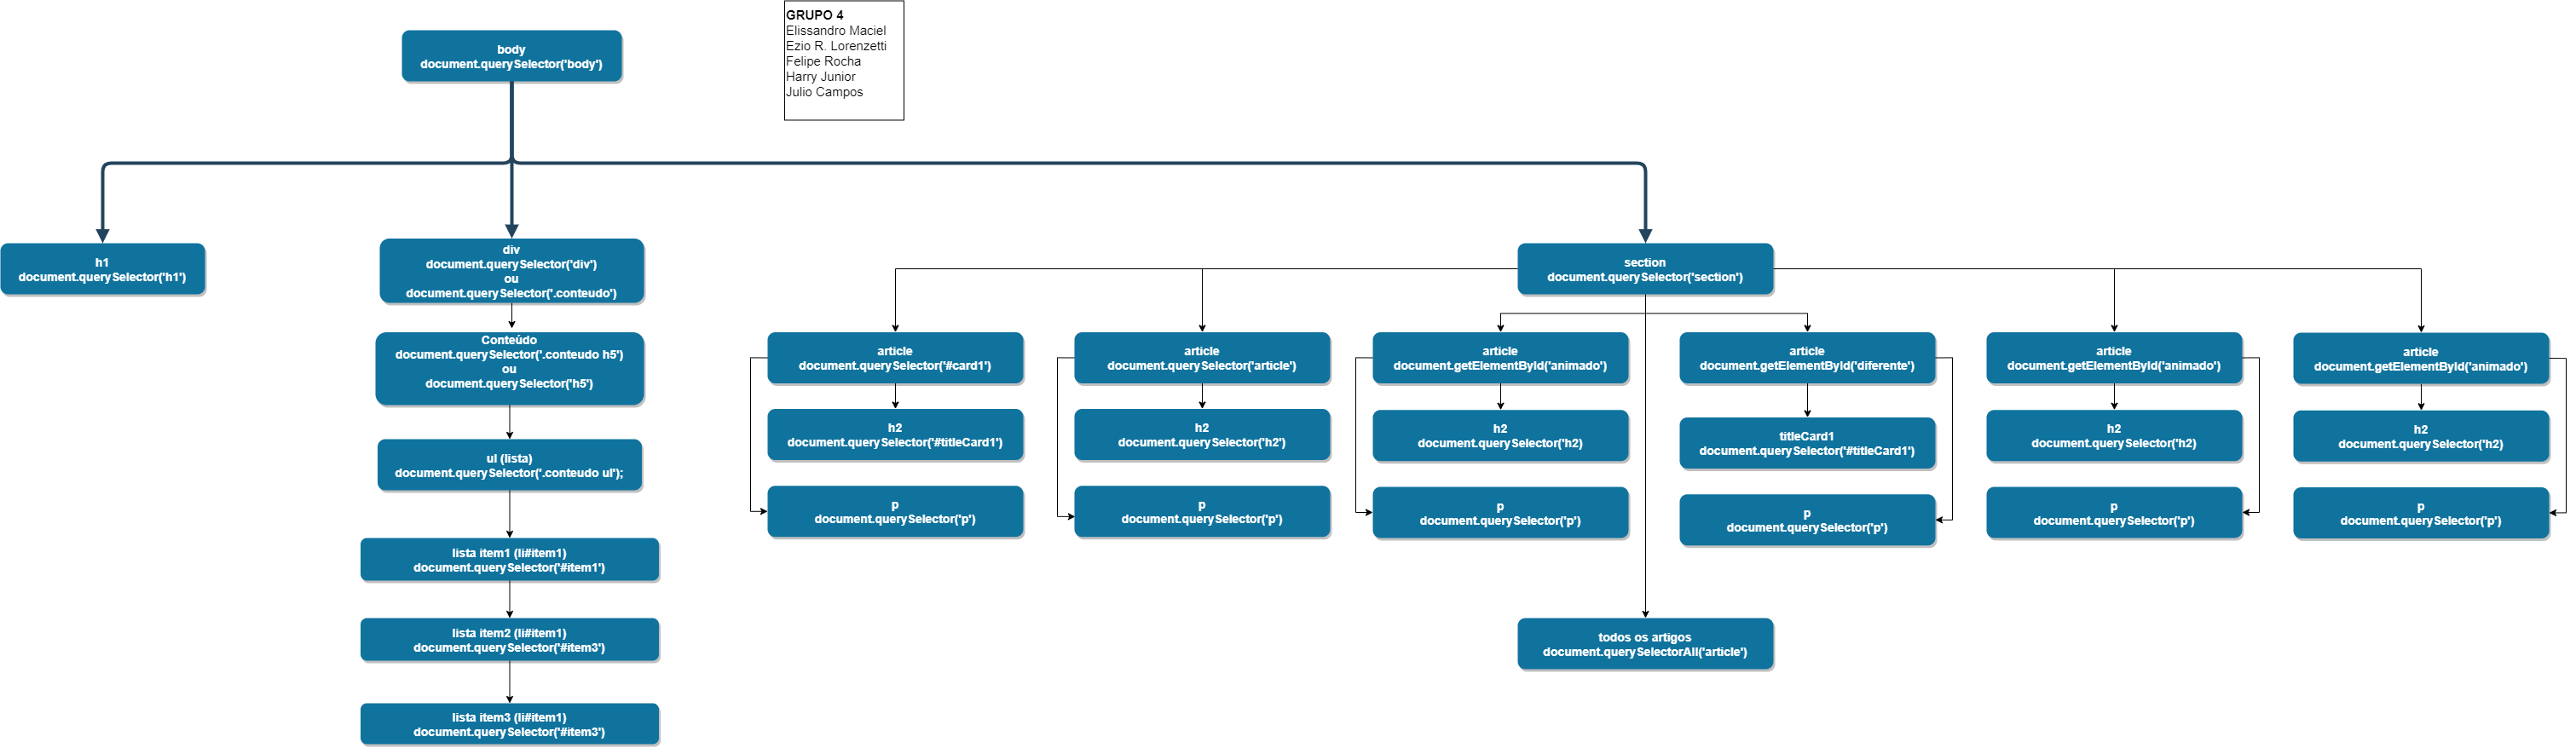 GRUPO 4
Elissandro Maciel
Ezio R. Lorenzetti
Felipe Rocha
Harry Junior
Julio Campos
body
document.querySelector('body')
h1
document.querySelector('h1')
div
document.querySelector('div')
ou
document.querySelector('.conteudo')
Conteúdo
document.querySelector('.conteudo h5')
ou
document.querySelector('h5')
ul (lista)
document.querySelector('.conteudo ul');
lista item1 (li#item1)
document.querySelector('#item1')
lista item2 (li#item1)
document.querySelector('#item3')
lista item3 (li#item1)
document.querySelector('#item3')
section
document.querySelector('section')
article
document.querySelector('#card1')
h2
document.querySelector('#titleCard1')
p
document.querySelector('p')
article
document.querySelector('article')
h2
document.querySelector('h2')
p
document.querySelector('p')
article
document.getElementById('animado')
h2
document.querySelector('h2)
p
document.querySelector('p')
article
document.getElementById('diferente')
titleCard1
document.querySelector('#titleCard1')
p
document.querySelector('p')
article
document.getElementById('animado')
h2
document.querySelector('h2)
p
document.querySelector('p')
article
document.getElementById('animado')
h2
document.querySelector('h2)
p
document.querySelector('p')
todos os artigos
document.querySelectorAll('article')